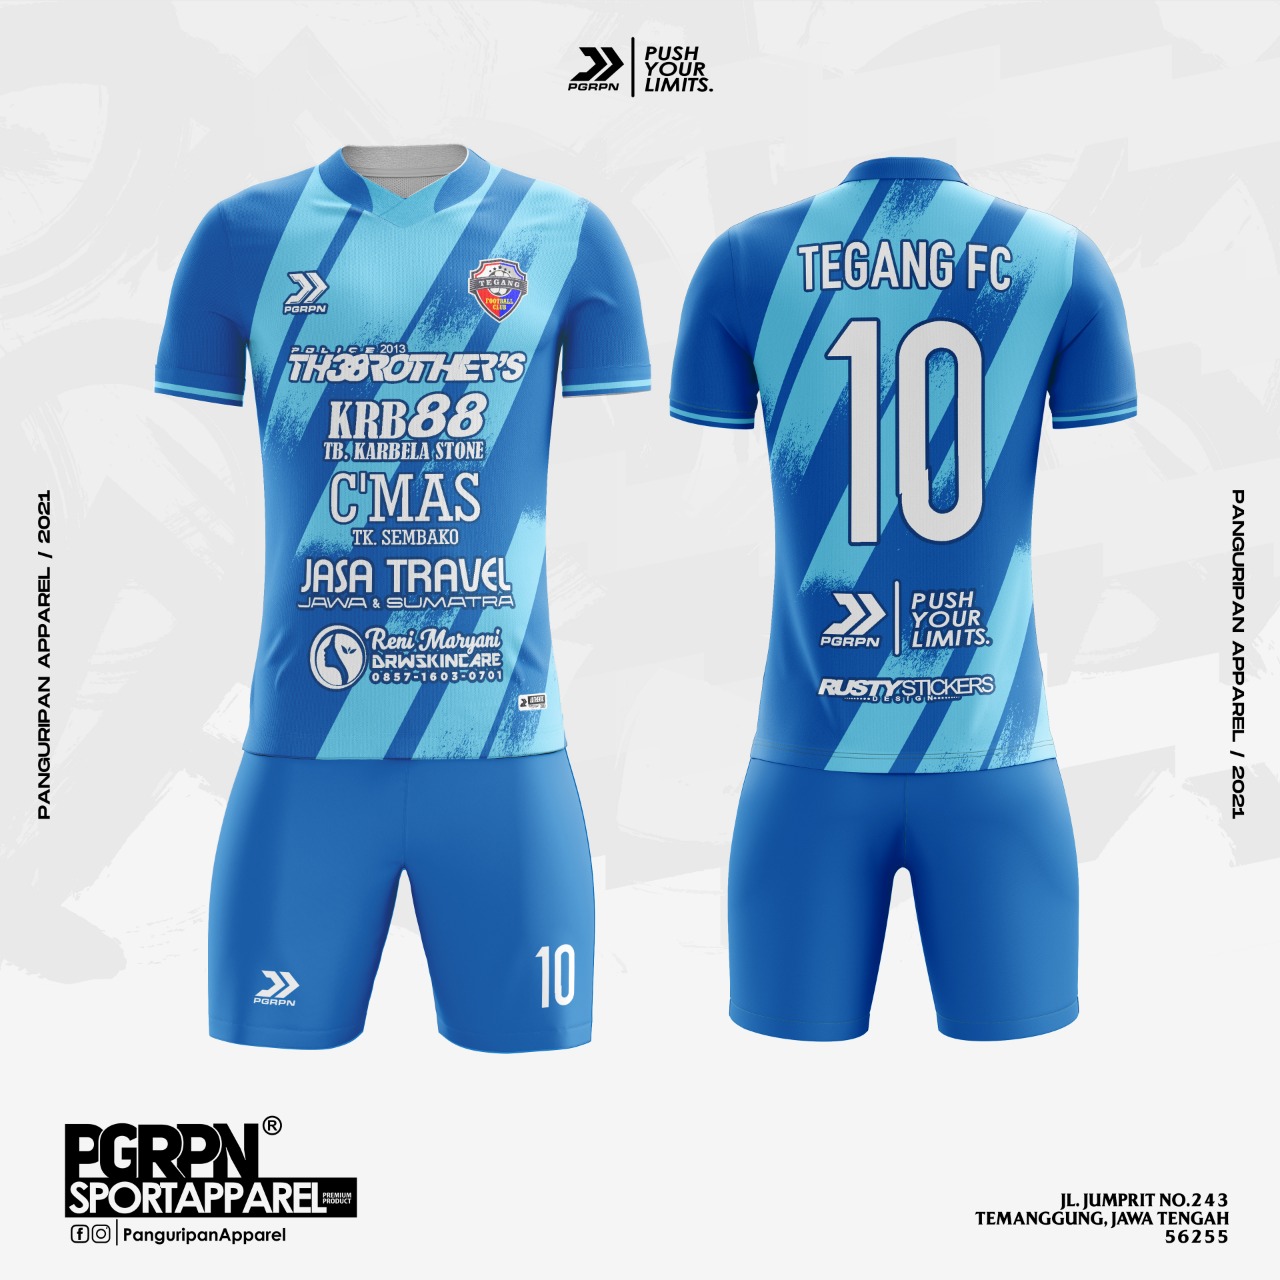 PGRPN
PUSH
YOUR
LIMITS.
PGRPN
TEGANG
FOOTBALL
CLUB
POLICE 2013
TH3BROTHER'S
KRB88
TB. KARBELA STONE
C'MAS
TK. SEMBAKO
JASA TRAVEL
JAWA & SUMATRA
Reni Maryani
DRWSKINCARE
0857-1603-0701
PGRPN
10
TEGANG FC
10
PGRPN
PUSH
YOUR
LIMITS.
RUSTYSTICKERS
DESIGN
PANGURIPAN APPAREL / 2021
PANGURIPAN APPAREL / 2021
PGRPN®
SPORTAPPAREL PREMIUM PRODUCT
PanguripanApparel
JL. JUMPRIT NO.243
TEMANGGUNG, JAWA TENGAH
56255